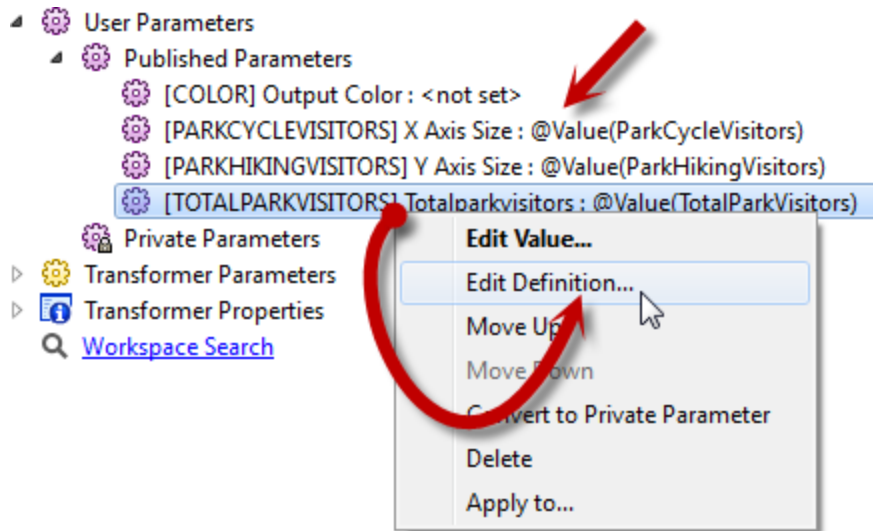 User Parameters
Published Parameters
[COLOR] Output Color : <not set>
[PARKCYCLEVISITORS] X Axis Size : @Value(ParkCycleVisitors)
[PARKHIKINGVISITORS] Y Axis Size : @Value(ParkHikingVisitors)
[TOTALPARKVISITORS] Totalparkvisitors : @Value(TotalParkVisitors)
Private Parameters
Transformer Parameters
Transformer Properties
Workspace Search
Edit Value...
Edit Definition...
Move Up
Move Down
Convert to Private Parameter
Delete
Apply to...